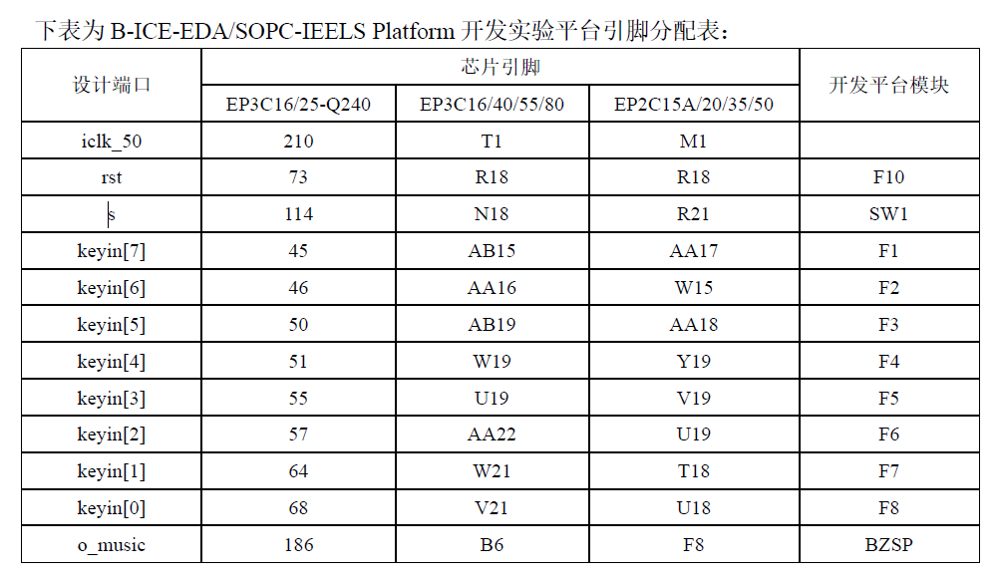 下表为 B-ICE-EDA/SOPC-IEELS Platform 开发实验平台引脚分配表：
设计端口 芯片引脚 开发平台模块
EP3C16/25-Q240 EP3C16/40/55/80 EP2C15A/20/35/50
iclk_50 210 T1 M1
rst 73 R18 R18 F10
s 114 N18 R21 SW1
keyin[7] 45 AB15 AA17 F1
keyin[6] 46 AA16 W15 F2
keyin[5] 50 AB19 AA18 F3
keyin[4] 51 W19 Y19 F4
keyin[3] 55 U19 V19 F5
keyin[2] 57 AA22 U19 F6
keyin[1] 64 W21 T18 F7
keyin[0] 68 V21 U18 F8
o_music 186 B6 F8 BZSP